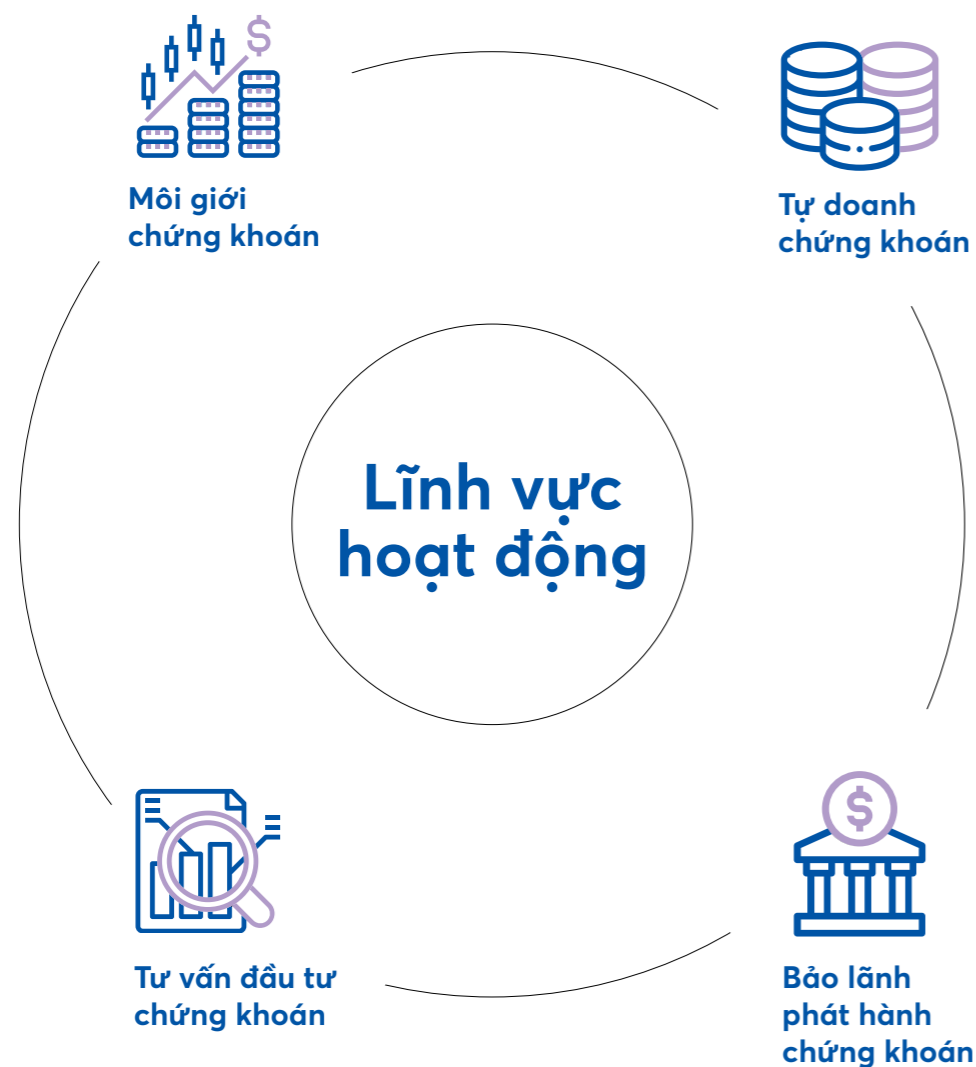 Môi giới
chứng khoán
Tự doanh
chứng khoán
Lĩnh vực
hoạt động
Tư vấn đầu tư
chứng khoán
Bảo lãnh
phát hành
chứng khoán